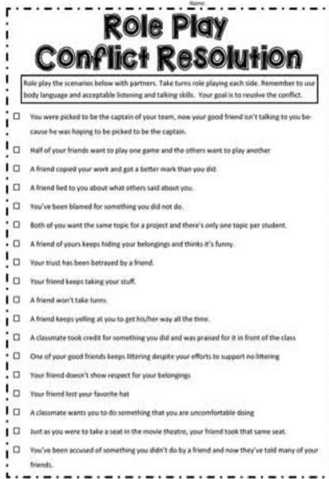 Name:
Role Play
Conflict Resolution
Role play the scenarios below with partners. Take turns role playing each side. Remember to use
body language and acceptable listening and talking skills. Your goal is to resolve the conflict.
You were picked to be the captain of your team, now your good friend isn't talking to you be-
cause he was hoping to be picked to be the captain.
Half of your friends want to play one game and the others want to play another
A friend copied your work and got a better mark than you did.
A friend lied to you about what others said about you.
You've been blamed for something you did not do.
Both of you want the same topic for a project and there's only one topic per student.
A friend of yours keeps hiding your belongings and thinks it's funny.
Your trust has been betrayed by a friend.
Your friend keeps taking your stuff.
A friend won't take turns.
A friend keeps yelling at you to get his/her way all the time.
A classmate took credit for something you did and was praised for it in front of the class
One of your good friends keeps littering despite your efforts to support no littering
Your friend doesn't show respect for your belongings
Your friend lost your favorite hat
A classmate wants you to do something that you are uncomfortable doing
Just as you were to take a seat in the movie theatre, your friend took that same seat.
You've been accused of something you didn't do by a friend and now they've told many of your
friends.